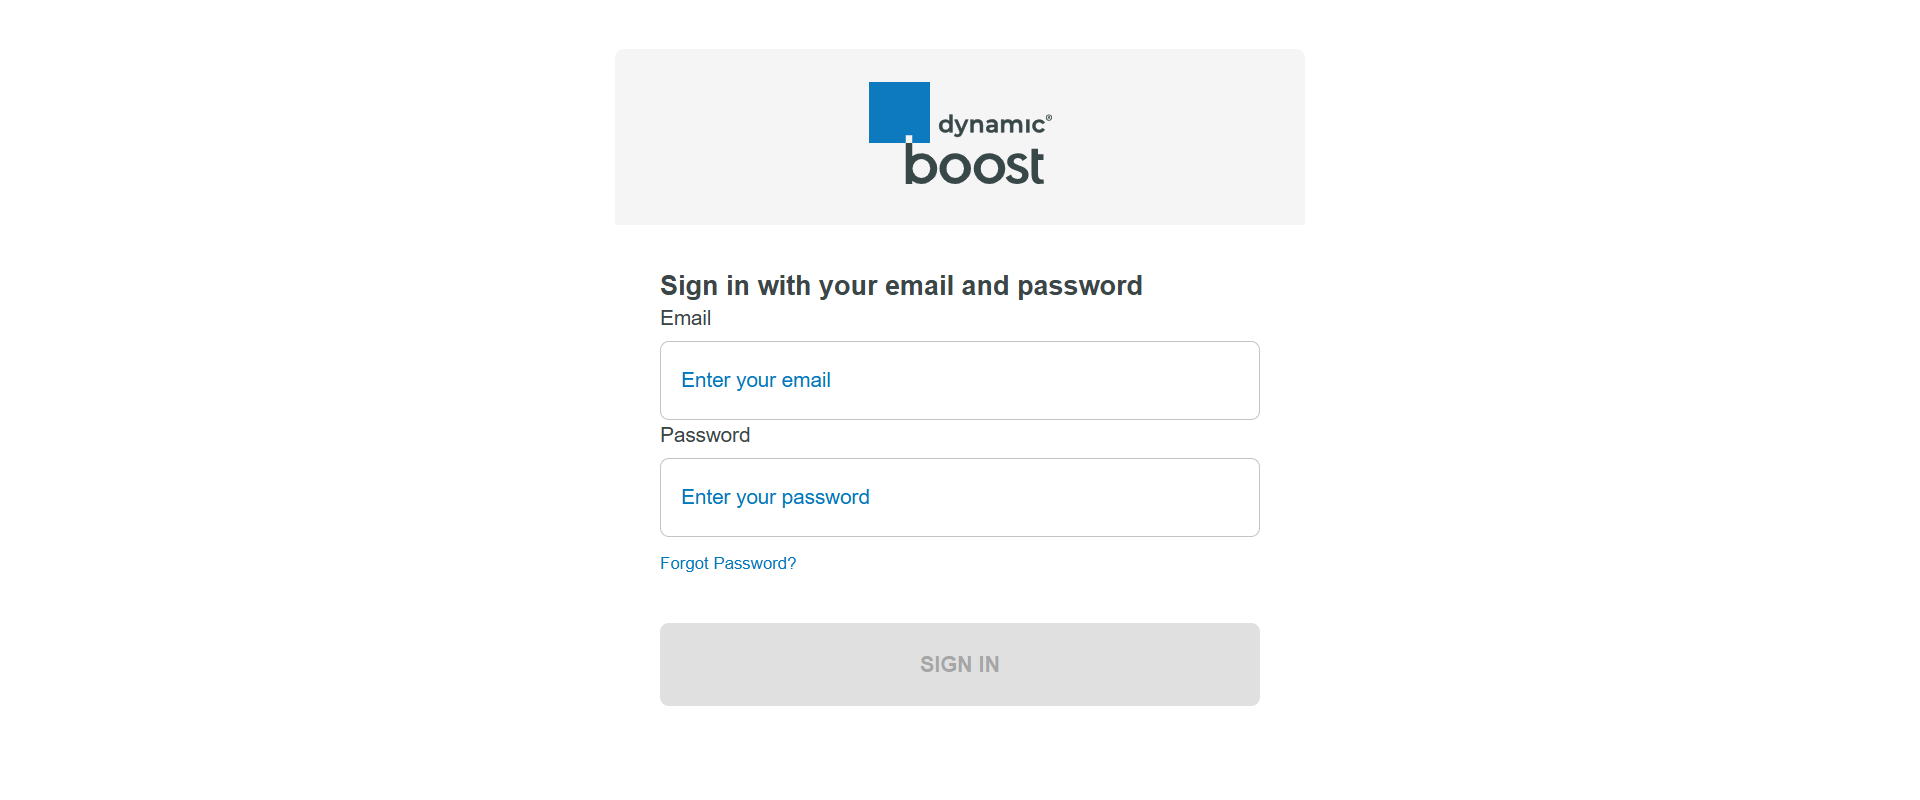 dynamic®
boost
Sign in with your email and password
Email
Enter your email
Password
Enter your password
Forgot Password?
SIGN IN